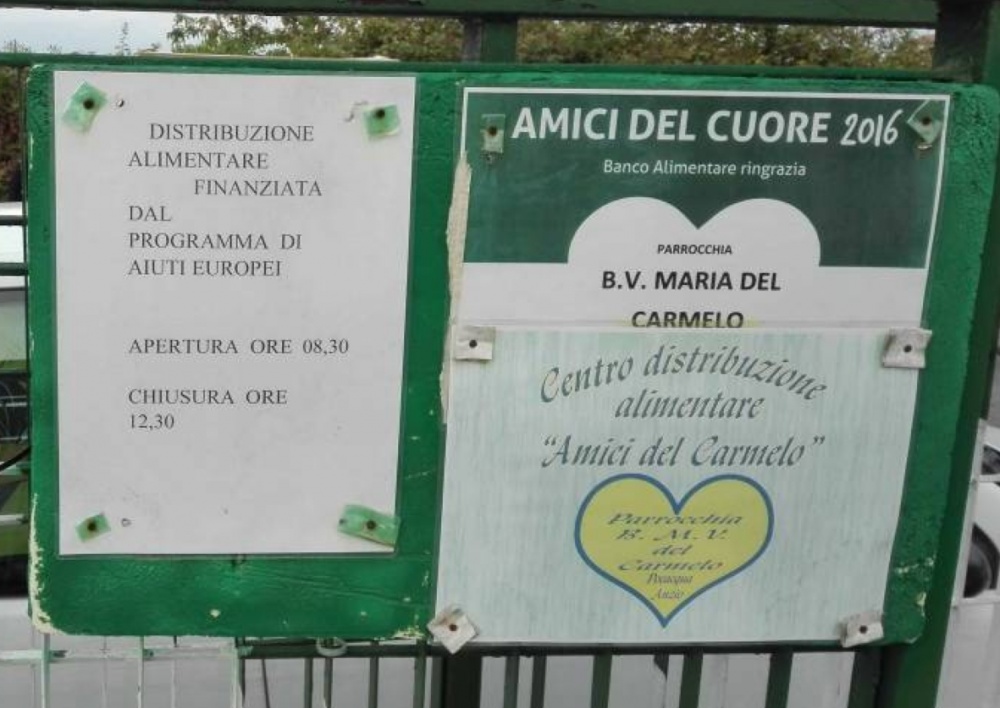 DISTRIBUZIONE
ALIMENTARE
FINANZIATA
DAL
PROGRAMMA DI
AIUTI EUROPEI
APERTURA ORE 08,30
CHIUSURA ORE
12,30
AMICI DEL CUORE 2016
Banco Alimentare ringrazia
PARROCCHIA
B.V. MARIA DEL
CARMELO
Centro distribuzione
alimentare
“Amici del Carmelo”
Parrocchia
B. M. V.
del
Carmelo
Pocacqua
Anzio